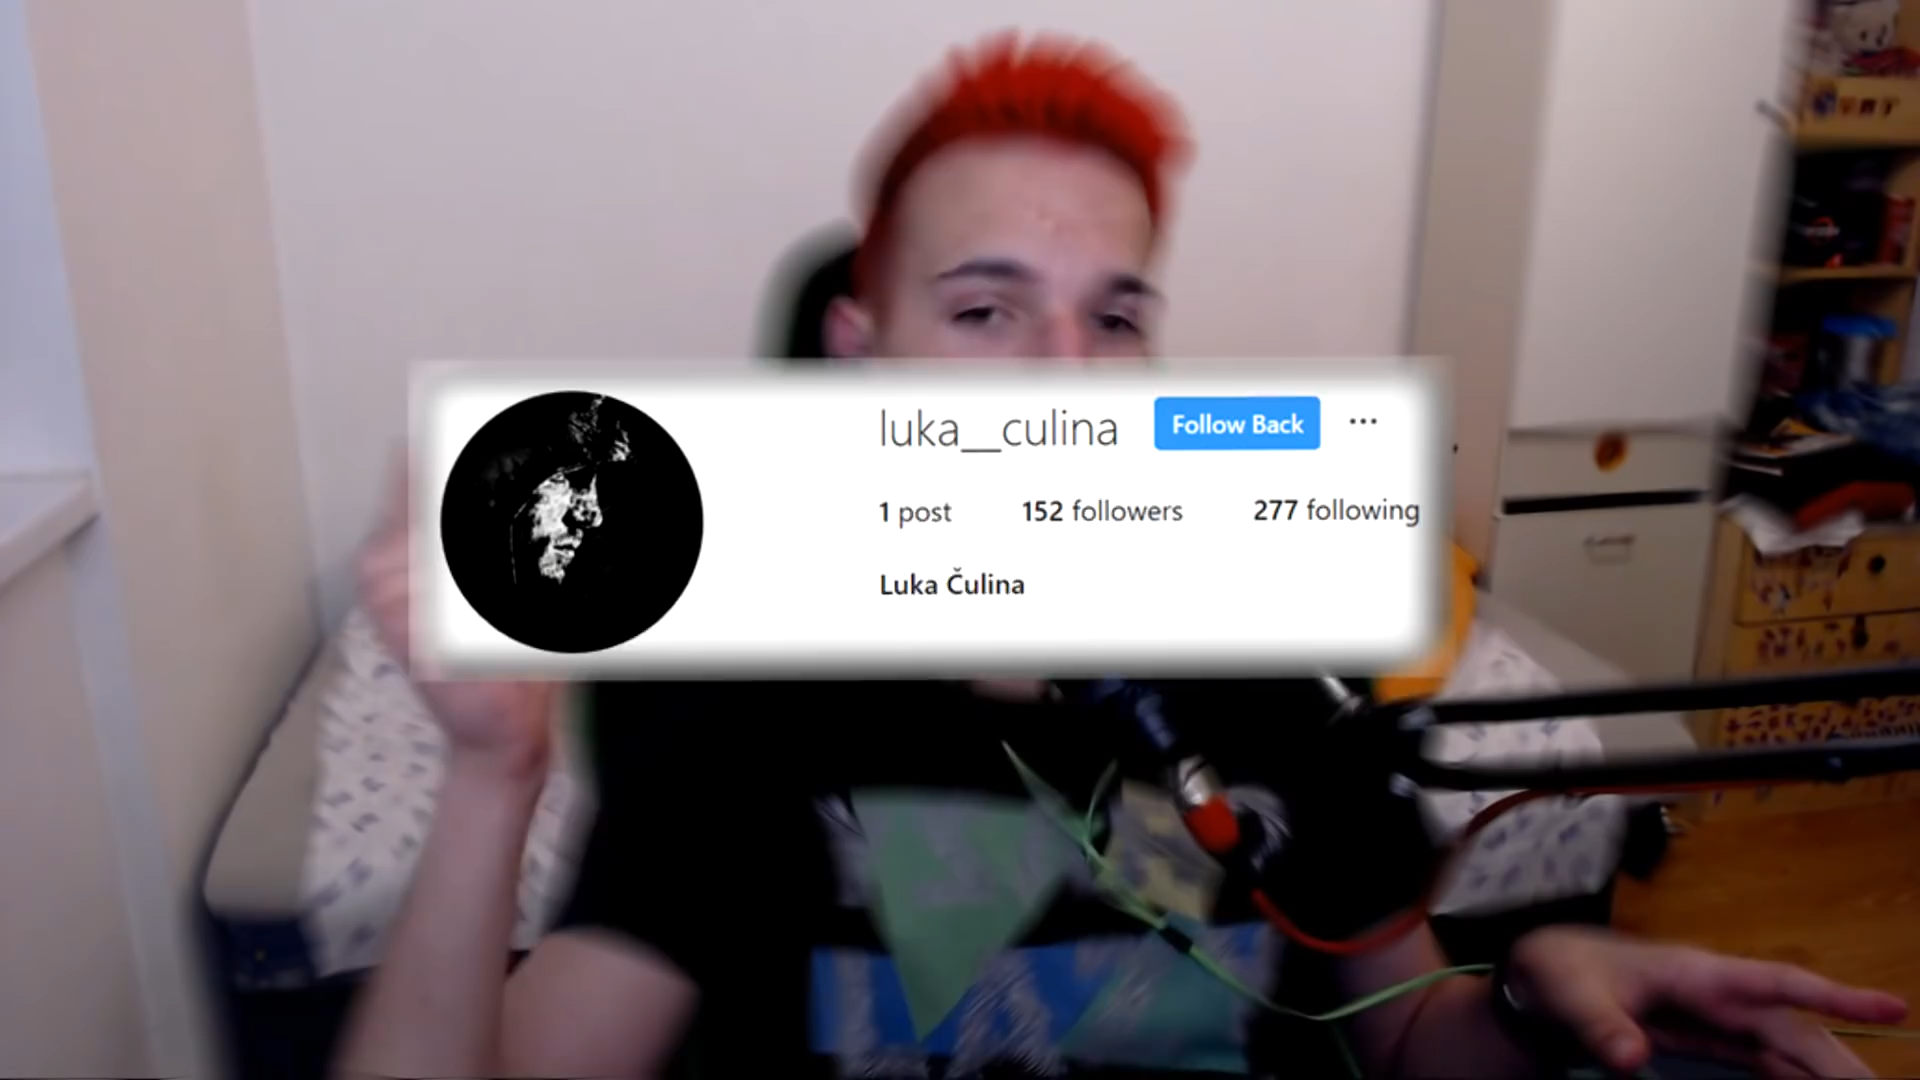 luka__culina Follow Back ...
1 post 152 followers 277 following
Luka Čulina